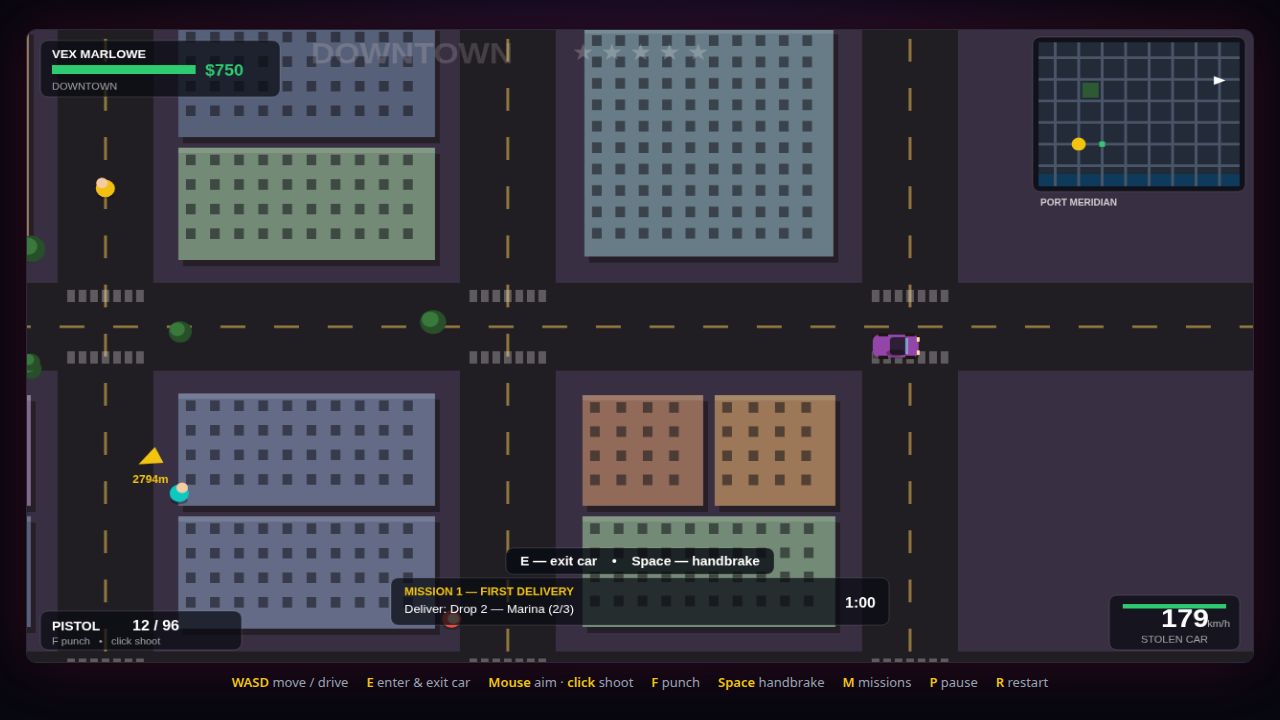 VEX MARLOWE
$750
DOWNTOWN
DOWNTOWN
★ ★ ★ ★ ★
PORT MERIDIAN
2794m
E — exit car • Space — handbrake
MISSION 1 — FIRST DELIVERY
Deliver: Drop 2 — Marina (2/3)
1:00
PISTOL 12 / 96
F punch • click shoot
179 km/h
STOLEN CAR
WASD move / drive E enter & exit car Mouse aim · click shoot F punch Space handbrake M missions P pause R restart